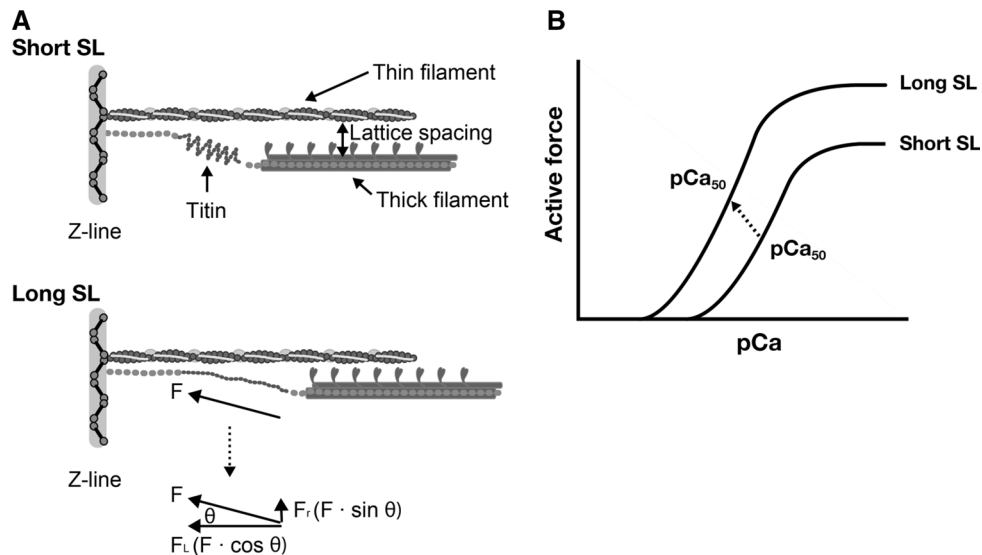 A
Short SL
Thin filament
Lattice spacing
Thick filament
Titin
Z-line
Long SL
F
Z-line
F
θ
Fᵣ(F · sin θ)
F_L(F · cos θ)
B
Active force
Long SL
Short SL
pCa₅₀
pCa₅₀
pCa